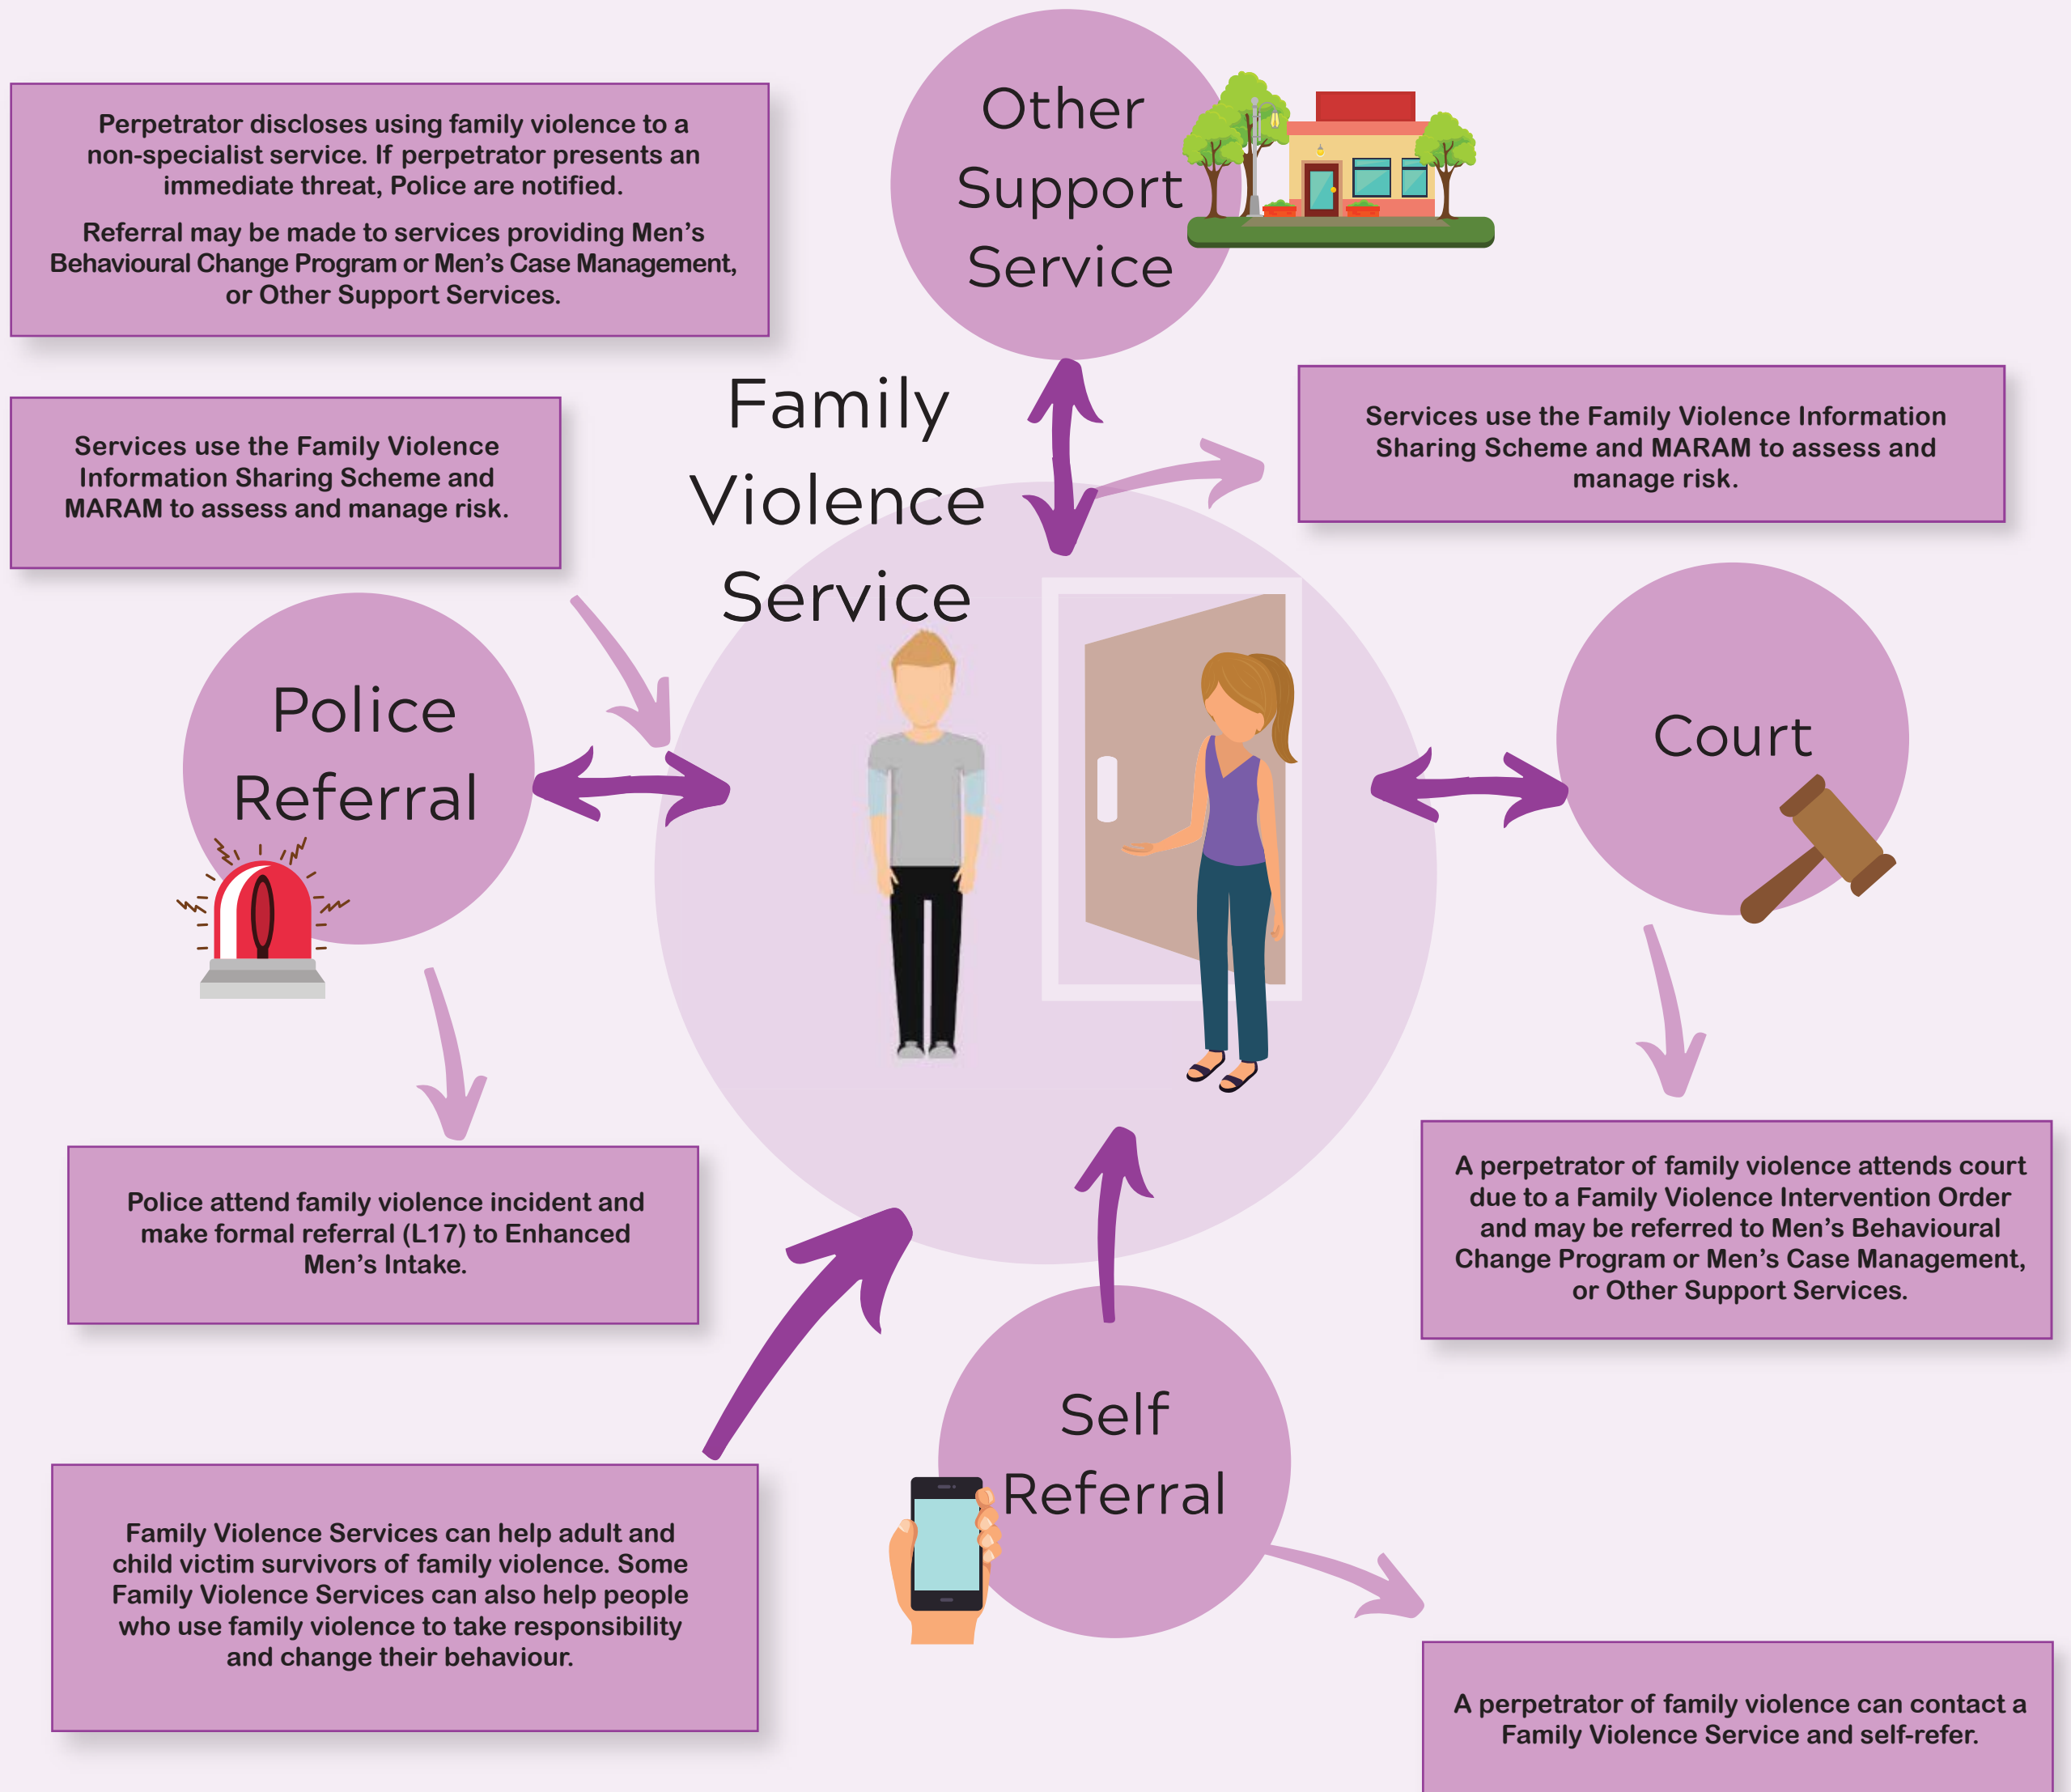 Other
Support
Service
Perpetrator discloses using family violence to a
non-specialist service. If perpetrator presents an
immediate threat, Police are notified.
Referral may be made to services providing Men’s
Behavioural Change Program or Men’s Case Management,
or Other Support Services.
Family
Violence
Service
Services use the Family Violence
Information Sharing Scheme and
MARAM to assess and manage risk.
Services use the Family Violence Information
Sharing Scheme and MARAM to assess and
manage risk.
Police
Referral
Court
Police attend family violence incident and
make formal referral (L17) to Enhanced
Men’s Intake.
A perpetrator of family violence attends court
due to a Family Violence Intervention Order
and may be referred to Men’s Behavioural
Change Program or Men’s Case Management,
or Other Support Services.
Self
Referral
Family Violence Services can help adult and
child victim survivors of family violence. Some
Family Violence Services can also help people
who use family violence to take responsibility
and change their behaviour.
A perpetrator of family violence can contact a
Family Violence Service and self-refer.